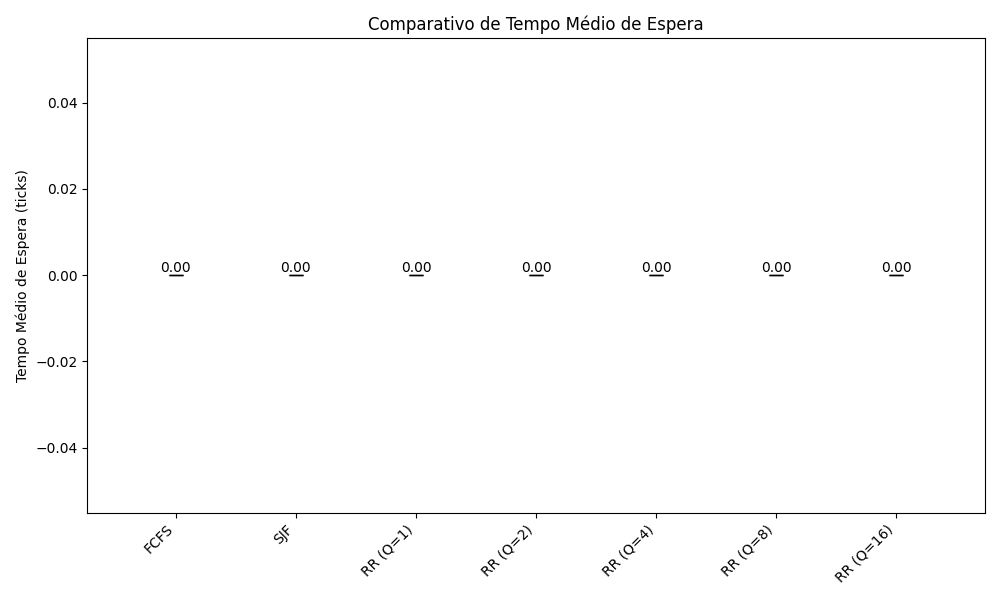 Comparativo de Tempo Médio de Espera
Tempo Médio de Espera (ticks)
0.04
0.02
0.00
−0.02
−0.04
0.00 0.00 0.00 0.00 0.00 0.00 0.00
FCFS SJF RR (Q=1) RR (Q=2) RR (Q=4) RR (Q=8) RR (Q=16)